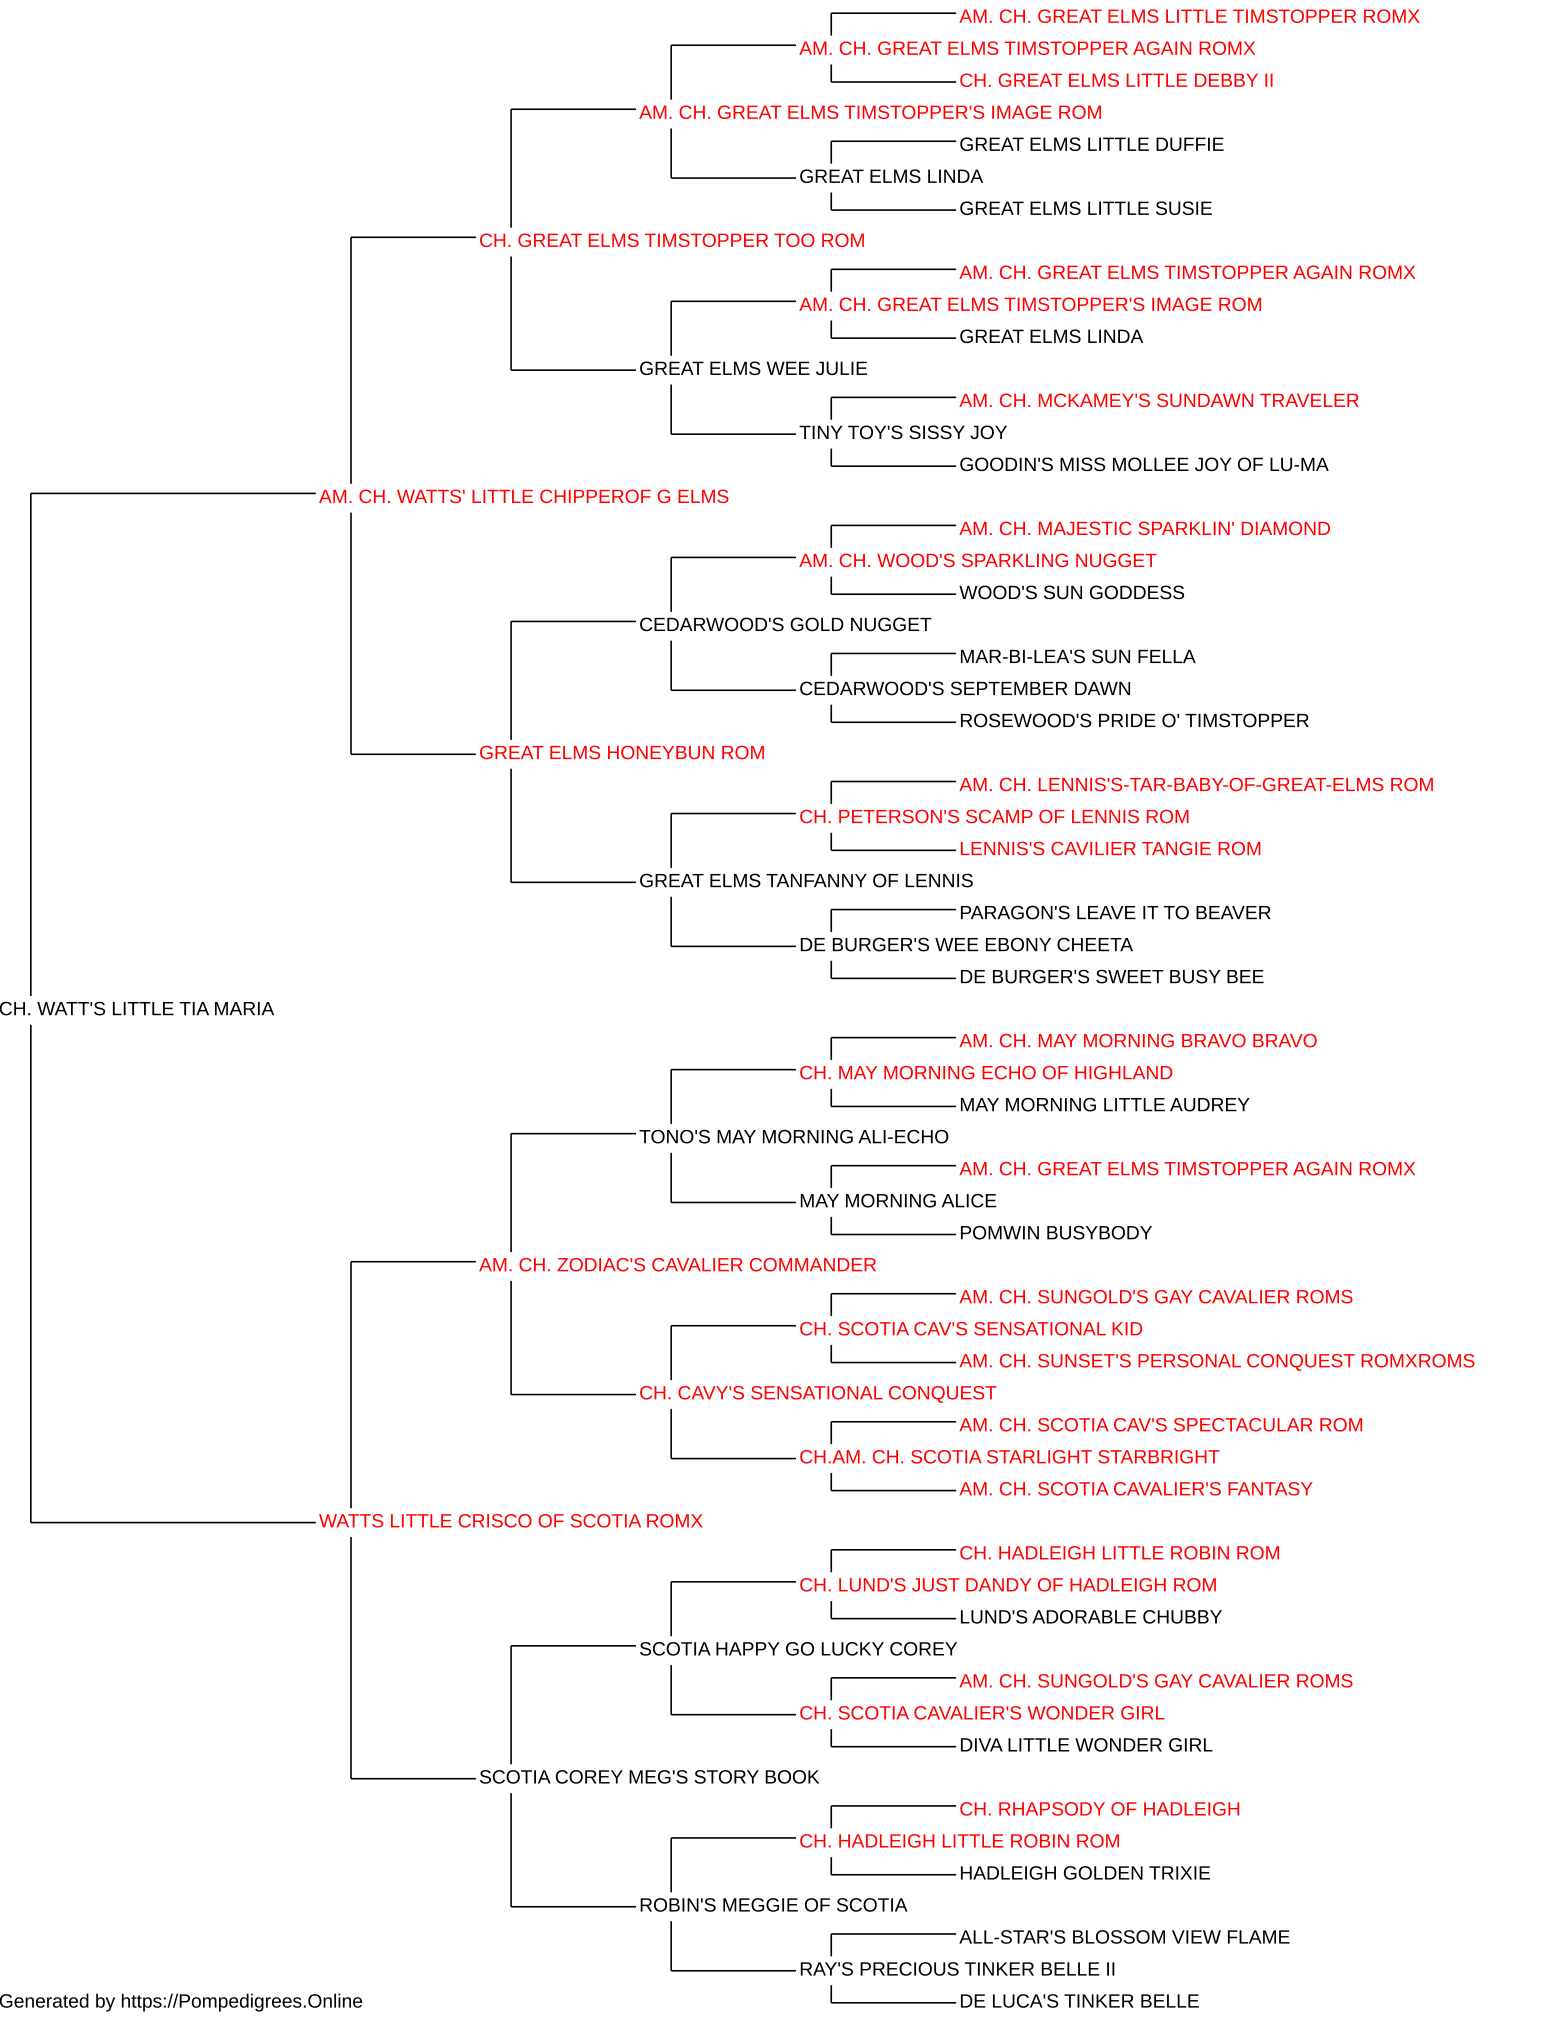 AM. CH. GREAT ELMS LITTLE TIMSTOPPER ROMX
AM. CH. GREAT ELMS TIMSTOPPER AGAIN ROMX
CH. GREAT ELMS LITTLE DEBBY II
AM. CH. GREAT ELMS TIMSTOPPER'S IMAGE ROM
GREAT ELMS LITTLE DUFFIE
GREAT ELMS LINDA
GREAT ELMS LITTLE SUSIE
CH. GREAT ELMS TIMSTOPPER TOO ROM
AM. CH. GREAT ELMS TIMSTOPPER AGAIN ROMX
AM. CH. GREAT ELMS TIMSTOPPER'S IMAGE ROM
GREAT ELMS LINDA
GREAT ELMS WEE JULIE
AM. CH. MCKAMEY'S SUNDAWN TRAVELER
TINY TOY'S SISSY JOY
GOODIN'S MISS MOLLEE JOY OF LU-MA
AM. CH. WATTS' LITTLE CHIPPEROF G ELMS
AM. CH. MAJESTIC SPARKLIN' DIAMOND
AM. CH. WOOD'S SPARKLING NUGGET
WOOD'S SUN GODDESS
CEDARWOOD'S GOLD NUGGET
MAR-BI-LEA'S SUN FELLA
CEDARWOOD'S SEPTEMBER DAWN
ROSEWOOD'S PRIDE O' TIMSTOPPER
GREAT ELMS HONEYBUN ROM
AM. CH. LENNIS'S-TAR-BABY-OF-GREAT-ELMS ROM
CH. PETERSON'S SCAMP OF LENNIS ROM
LENNIS'S CAVILIER TANGIE ROM
GREAT ELMS TANFANNY OF LENNIS
PARAGON'S LEAVE IT TO BEAVER
DE BURGER'S WEE EBONY CHEETA
DE BURGER'S SWEET BUSY BEE
CH. WATT'S LITTLE TIA MARIA
AM. CH. MAY MORNING BRAVO BRAVO
CH. MAY MORNING ECHO OF HIGHLAND
MAY MORNING LITTLE AUDREY
TONO'S MAY MORNING ALI-ECHO
AM. CH. GREAT ELMS TIMSTOPPER AGAIN ROMX
MAY MORNING ALICE
POMWIN BUSYBODY
AM. CH. ZODIAC'S CAVALIER COMMANDER
AM. CH. SUNGOLD'S GAY CAVALIER ROMS
CH. SCOTIA CAV'S SENSATIONAL KID
AM. CH. SUNSET'S PERSONAL CONQUEST ROMXROMS
CH. CAVY'S SENSATIONAL CONQUEST
AM. CH. SCOTIA CAV'S SPECTACULAR ROM
CH.AM. CH. SCOTIA STARLIGHT STARBRIGHT
AM. CH. SCOTIA CAVALIER'S FANTASY
WATTS LITTLE CRISCO OF SCOTIA ROMX
CH. HADLEIGH LITTLE ROBIN ROM
CH. LUND'S JUST DANDY OF HADLEIGH ROM
LUND'S ADORABLE CHUBBY
SCOTIA HAPPY GO LUCKY COREY
AM. CH. SUNGOLD'S GAY CAVALIER ROMS
CH. SCOTIA CAVALIER'S WONDER GIRL
DIVA LITTLE WONDER GIRL
SCOTIA COREY MEG'S STORY BOOK
CH. RHAPSODY OF HADLEIGH
CH. HADLEIGH LITTLE ROBIN ROM
HADLEIGH GOLDEN TRIXIE
ROBIN'S MEGGIE OF SCOTIA
ALL-STAR'S BLOSSOM VIEW FLAME
RAY'S PRECIOUS TINKER BELLE II
DE LUCA'S TINKER BELLE
Generated by https://Pompedigrees.Online